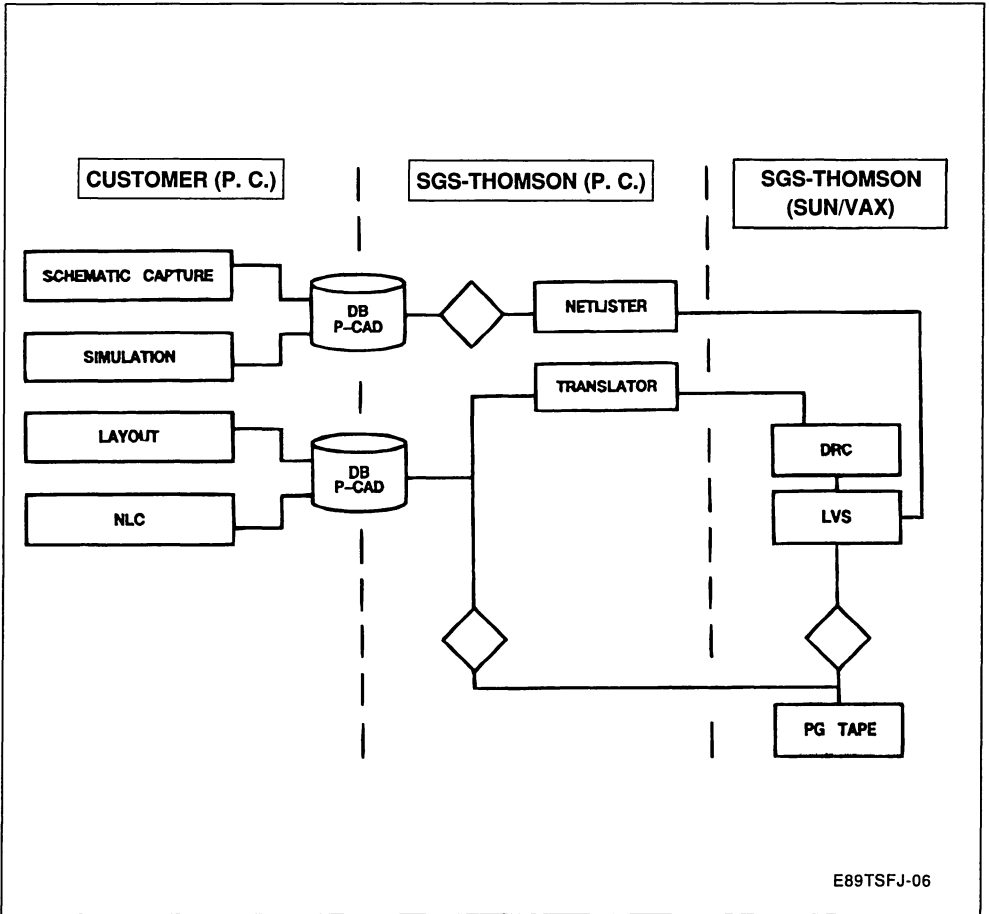 CUSTOMER (P. C.)
SGS-THOMSON (P. C.)
SGS-THOMSON
(SUN/VAX)
SCHEMATIC CAPTURE
SIMULATION
LAYOUT
NLC
DB
P-CAD
DB
P-CAD
NETLISTER
TRANSLATOR
DRC
LVS
PG TAPE
E89TSFJ-06